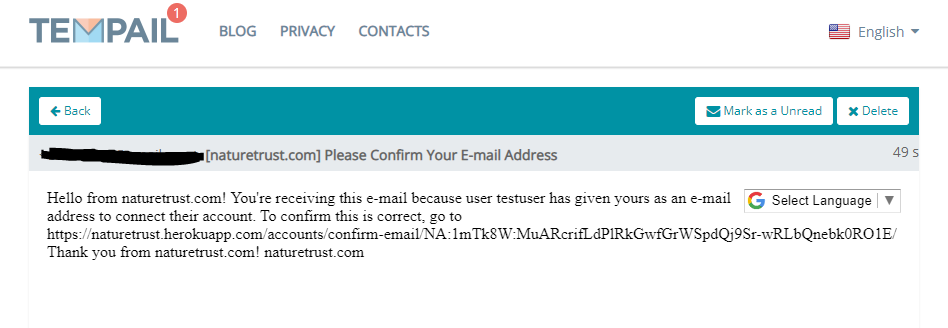 TEMPAIL 1
BLOG PRIVACY CONTACTS
English
Back
Mark as a Unread
Delete
[naturetrust.com] Please Confirm Your E-mail Address
49 s
Hello from naturetrust.com! You're receiving this e-mail because user testuser has given yours as an e-mail
address to connect their account. To confirm this is correct, go to
https://naturetrust.herokuapp.com/accounts/confirm-email/NA:1mTk8W:MuARcrifLdPlRkGwfGrWSpdQj9Sr-wRLbQnebk0RO1E/
Thank you from naturetrust.com! naturetrust.com
Select Language